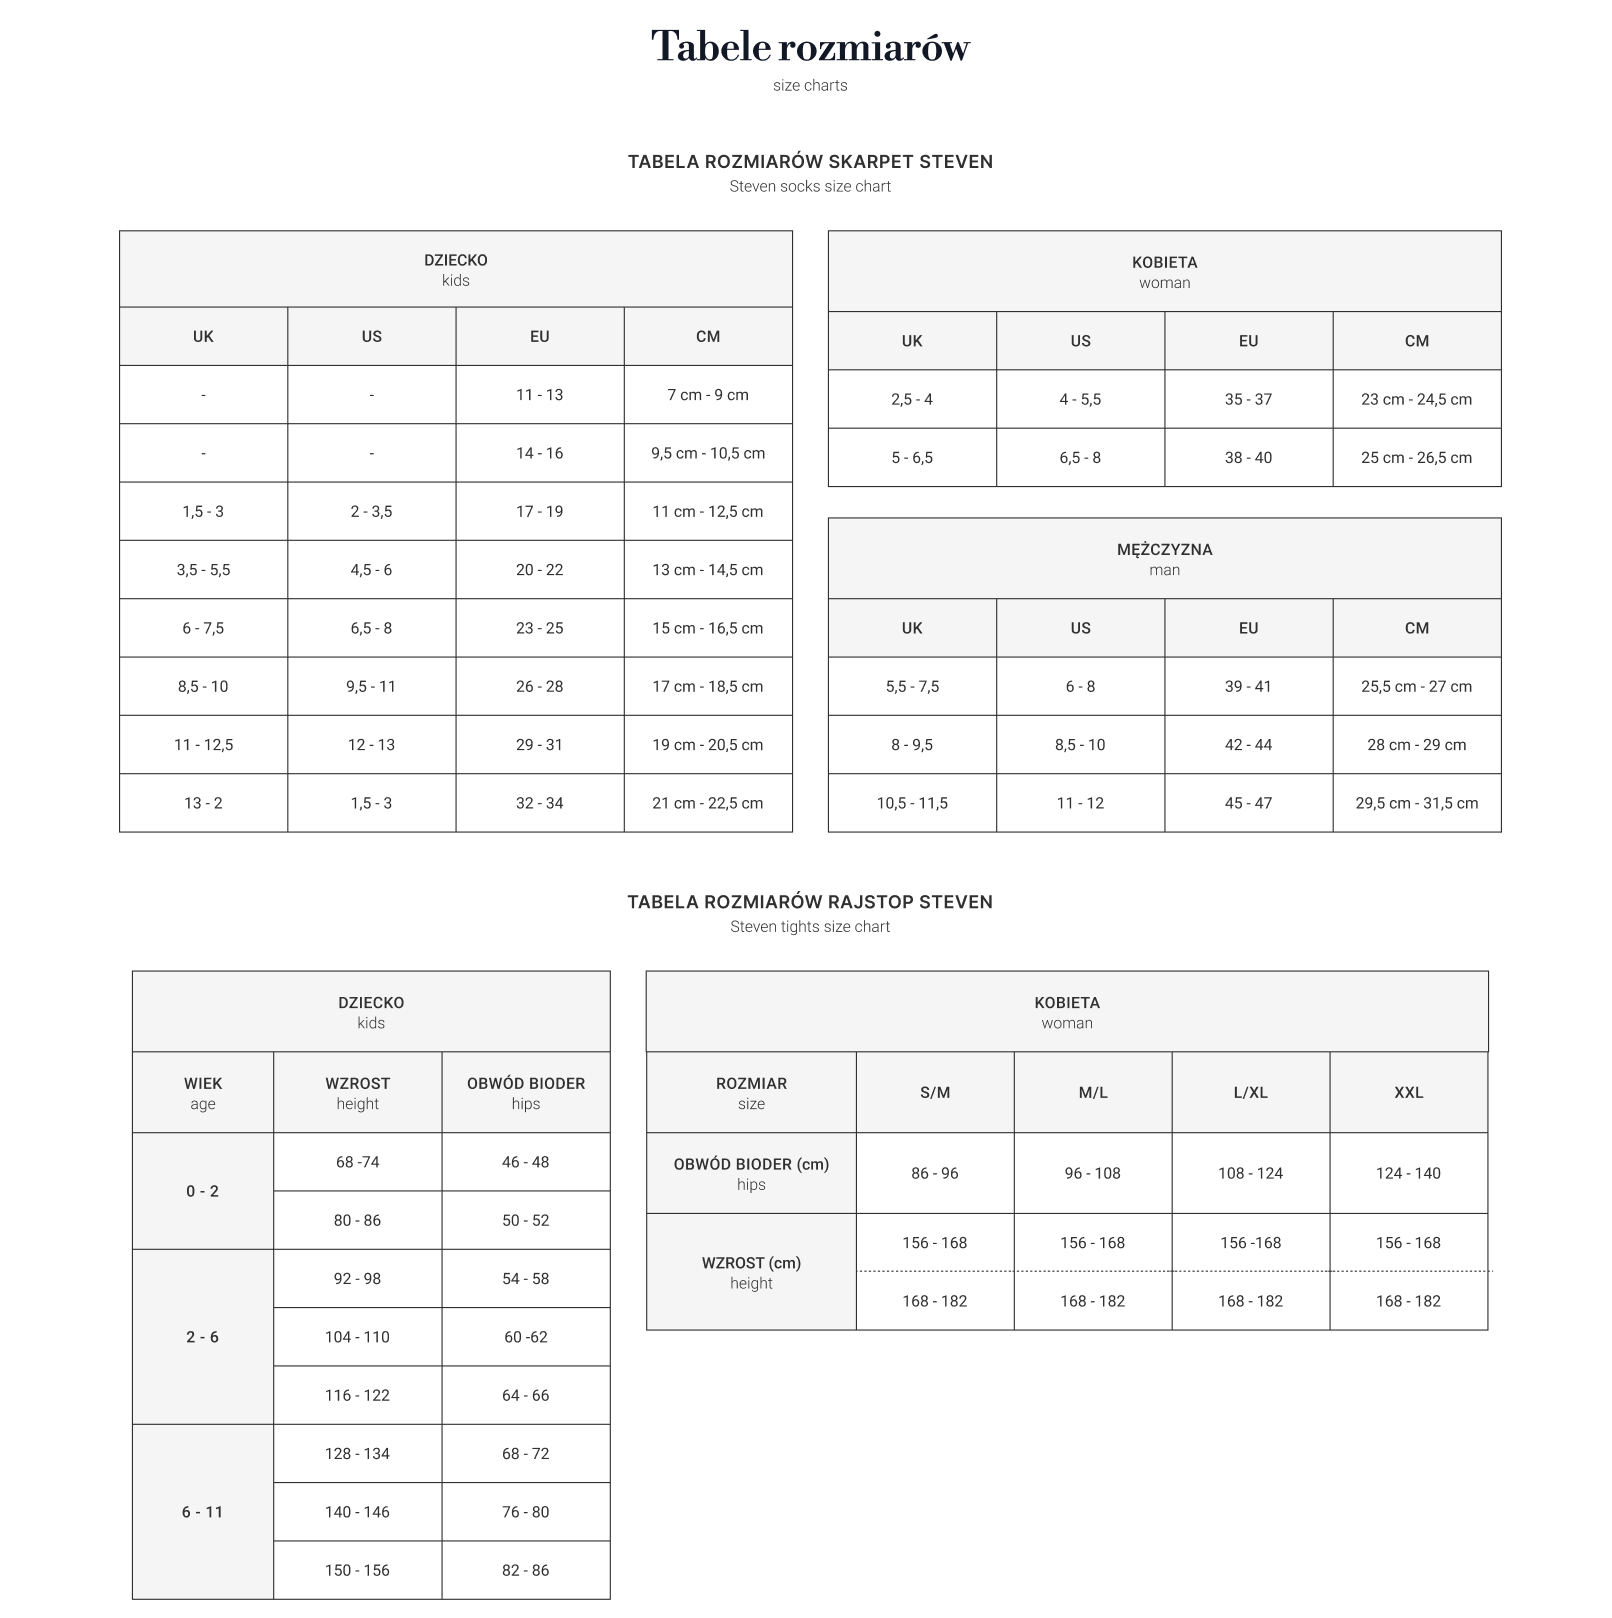 Tabele rozmiarów
size charts
TABELA ROZMIARÓW SKARPET STEVEN
Steven socks size chart
DZIECKO
kids
UK US EU CM
- - 11 - 13 7 cm - 9 cm
- - 14 - 16 9,5 cm - 10,5 cm
1,5 - 3 2 - 3,5 17 - 19 11 cm - 12,5 cm
3,5 - 5,5 4,5 - 6 20 - 22 13 cm - 14,5 cm
6 - 7,5 6,5 - 8 23 - 25 15 cm - 16,5 cm
8,5 - 10 9,5 - 11 26 - 28 17 cm - 18,5 cm
11 - 12,5 12 - 13 29 - 31 19 cm - 20,5 cm
13 - 2 1,5 - 3 32 - 34 21 cm - 22,5 cm
KOBIETA
woman
UK US EU CM
2,5 - 4 4 - 5,5 35 - 37 23 cm - 24,5 cm
5 - 6,5 6,5 - 8 38 - 40 25 cm - 26,5 cm
MĘŻCZYZNA
man
UK US EU CM
5,5 - 7,5 6 - 8 39 - 41 25,5 cm - 27 cm
8 - 9,5 8,5 - 10 42 - 44 28 cm - 29 cm
10,5 - 11,5 11 - 12 45 - 47 29,5 cm - 31,5 cm
TABELA ROZMIARÓW RAJSTOP STEVEN
Steven tights size chart
DZIECKO
kids
WIEK WZROST OBWÓD BIODER
age height hips
68 -74 46 - 48
0 - 2
80 - 86 50 - 52
92 - 98 54 - 58
2 - 6 104 - 110 60 -62
116 - 122 64 - 66
128 - 134 68 - 72
6 - 11 140 - 146 76 - 80
150 - 156 82 - 86
KOBIETA
woman
ROZMIAR
size
S/M M/L L/XL XXL
OBWÓD BIODER (cm)
hips
86 - 96 96 - 108 108 - 124 124 - 140
WZROST (cm)
height
156 - 168 156 - 168 156 -168 156 - 168
168 - 182 168 - 182 168 - 182 168 - 182